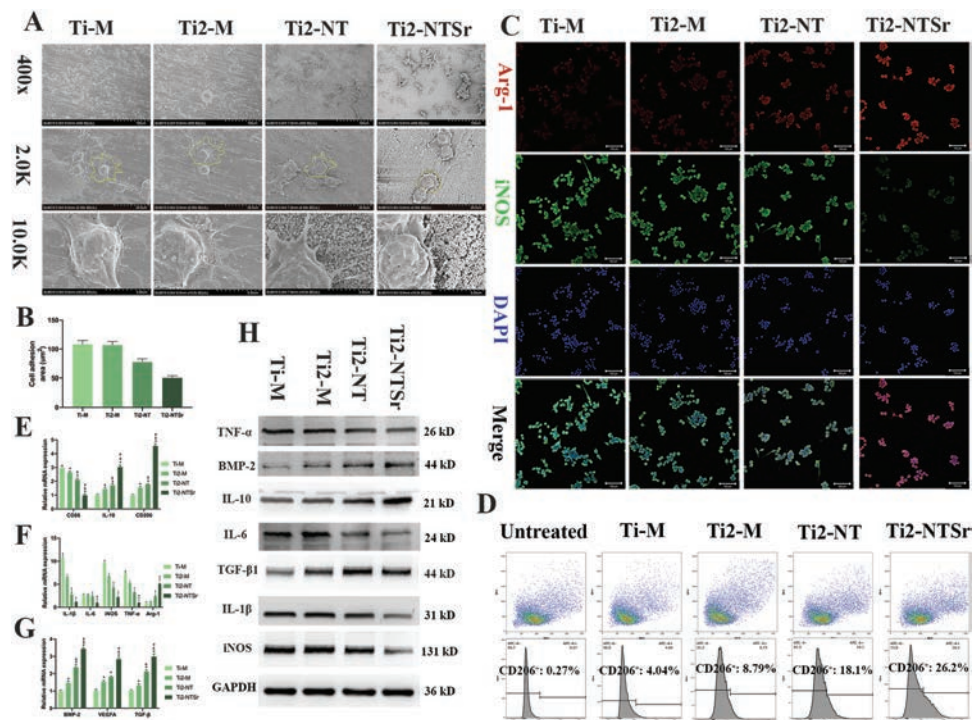 A
Ti-M Ti2-M Ti2-NT Ti2-NTSr
400x
2.0K
10.0K
B
Cell adhesion
area (um²)
150
100
50
0
Ti-M Ti2-M Ti2-NT Ti2-NTSr
C
Ti-M Ti2-M Ti2-NT Ti2-NTSr
Arg-1
iNOS
DAPI
Merge
D
Untreated Ti-M Ti2-M Ti2-NT Ti2-NTSr
CD206⁺: 0.27% CD206⁺: 4.04% CD206⁺: 8.79% CD206⁺: 18.1% CD206⁺: 26.2%
E
Relative mRNA expression
Ti-M
Ti2-M
Ti2-NT
Ti2-NTSr
CD86 IL-10 CD206
F
Relative mRNA expression
Ti-M
Ti2-M
Ti2-NT
Ti2-NTSr
IL-1β IL-6 iNOS TNF-α Arg-1
G
Relative mRNA expression
Ti-M
Ti2-M
Ti2-NT
Ti2-NTSr
BMP-2 VEGFA TGF-β
H
Ti-M Ti2-M Ti2-NT Ti2-NTSr
TNF-α 26 kD
BMP-2 44 kD
IL-10 21 kD
IL-6 24 kD
TGF-β1 44 kD
IL-1β 31 kD
iNOS 131 kD
GAPDH 36 kD